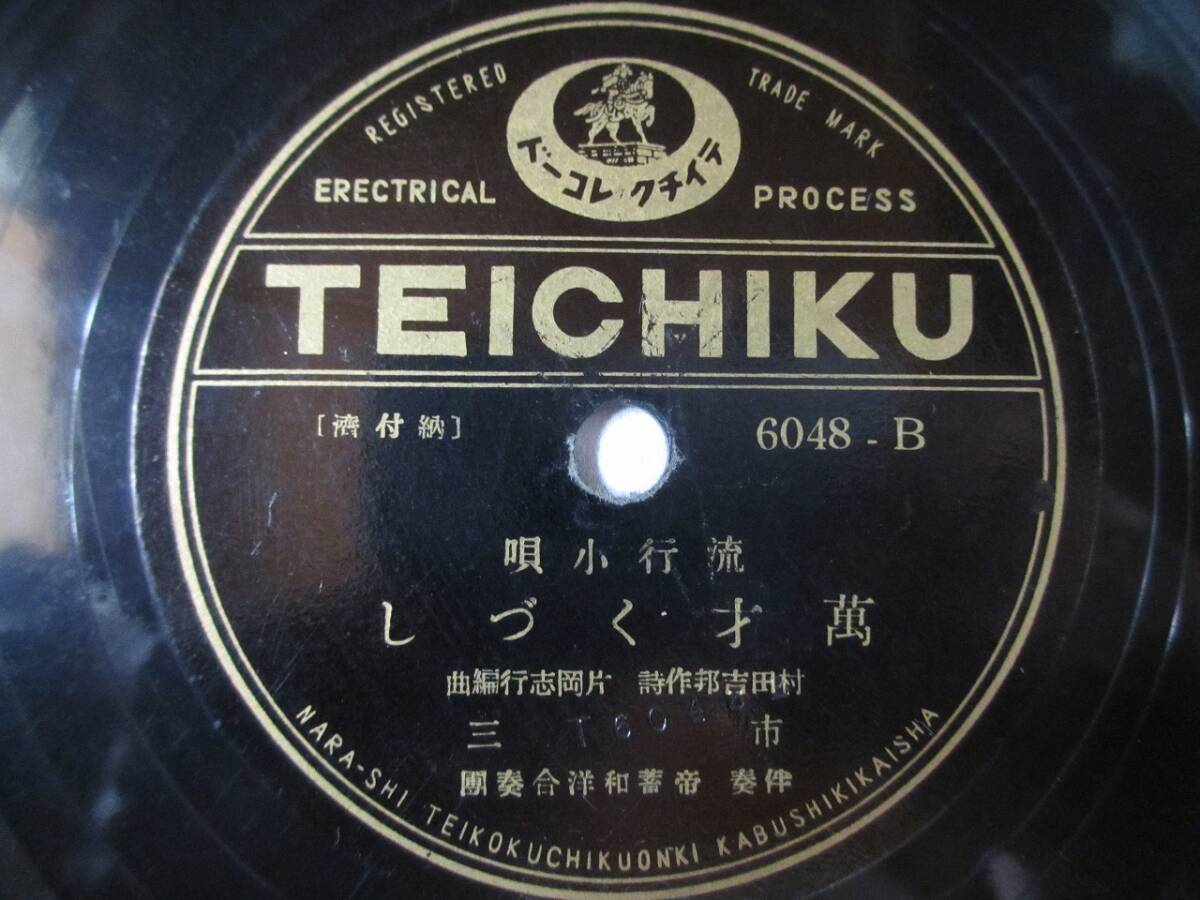 REGISTERED TRADE MARK
テイチクレコード
ERECTRICAL PROCESS
TEICHIKU
[納付濟]
6048 - B
流行小唄
萬才くづし
村田吉邦作詩 片岡志行編曲
市三
伴奏 帝蓄和洋合奏團
NARA-SHI TEIKOKUCHIKUONKI KABUSHIKIKAISHA